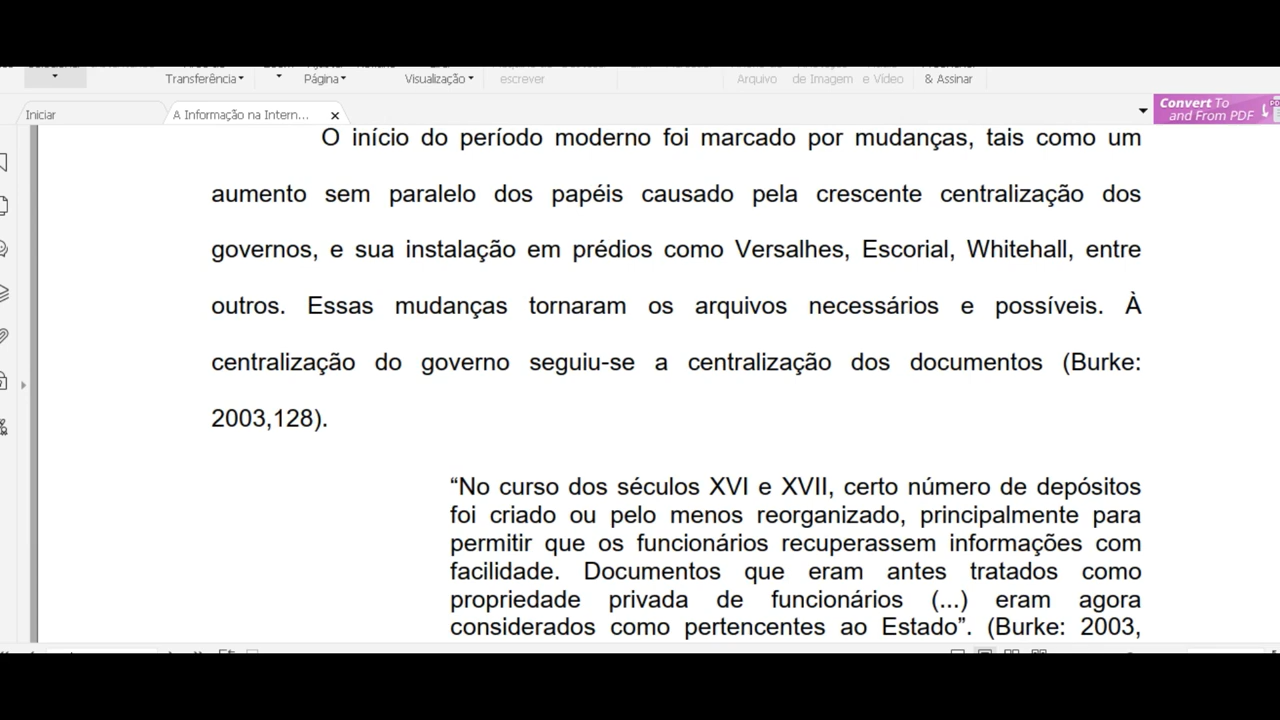 Transferência
Página
Visualização
escrever
Arquivo
de Imagem
e Vídeo
& Assinar
Iniciar
A Informação na Intern...
Convert To
and From PDF
O início do período moderno foi marcado por mudanças, tais como um
aumento sem paralelo dos papéis causado pela crescente centralização dos
governos, e sua instalação em prédios como Versalhes, Escorial, Whitehall, entre
outros. Essas mudanças tornaram os arquivos necessários e possíveis. À
centralização do governo seguiu-se a centralização dos documentos (Burke:
2003,128).
“No curso dos séculos XVI e XVII, certo número de depósitos
foi criado ou pelo menos reorganizado, principalmente para
permitir que os funcionários recuperassem informações com
facilidade. Documentos que eram antes tratados como
propriedade privada de funcionários (...) eram agora
considerados como pertencentes ao Estado”. (Burke: 2003,